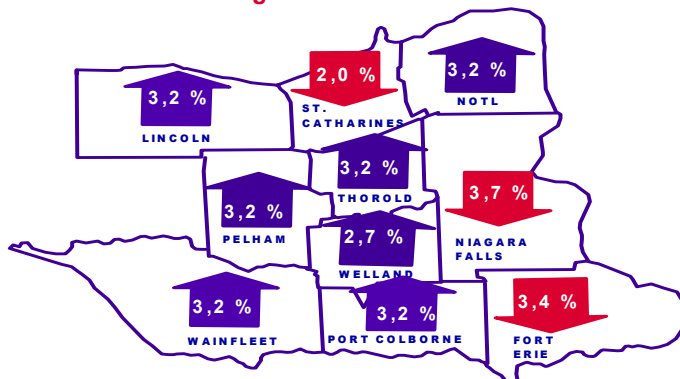 2,0 %
ST.
CATHARINES
3,2 %
NOTL
3,2 %
LINCOLN
3,2 %
THOROLD
3,2 %
PELHAM
3,7 %
NIAGARA
FALLS
2,7 %
WELLAND
3,2 %
WAINFLEET
3,2 %
PORT COLBORNE
3,4 %
FORT
ERIE